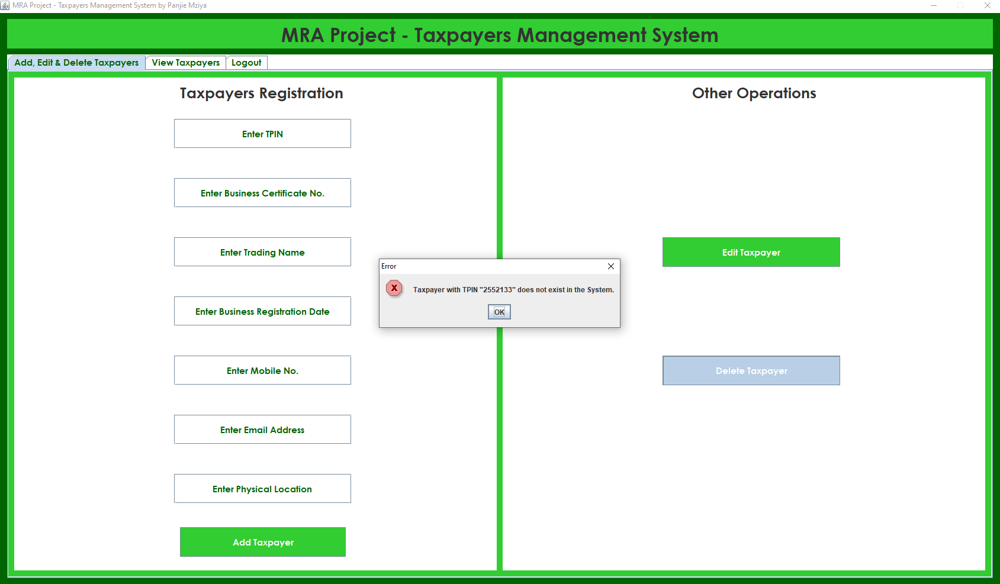 MRA Project - Taxpayers Management System by Panjie Mziya
MRA Project - Taxpayers Management System
Add, Edit & Delete Taxpayers
View Taxpayers
Logout
Taxpayers Registration
Enter TPIN
Enter Business Certificate No.
Enter Trading Name
Enter Business Registration Date
Enter Mobile No.
Enter Email Address
Enter Physical Location
Add Taxpayer
Other Operations
Edit Taxpayer
Delete Taxpayer
Error
X
Taxpayer with TPIN "2552133" does not exist in the System.
OK